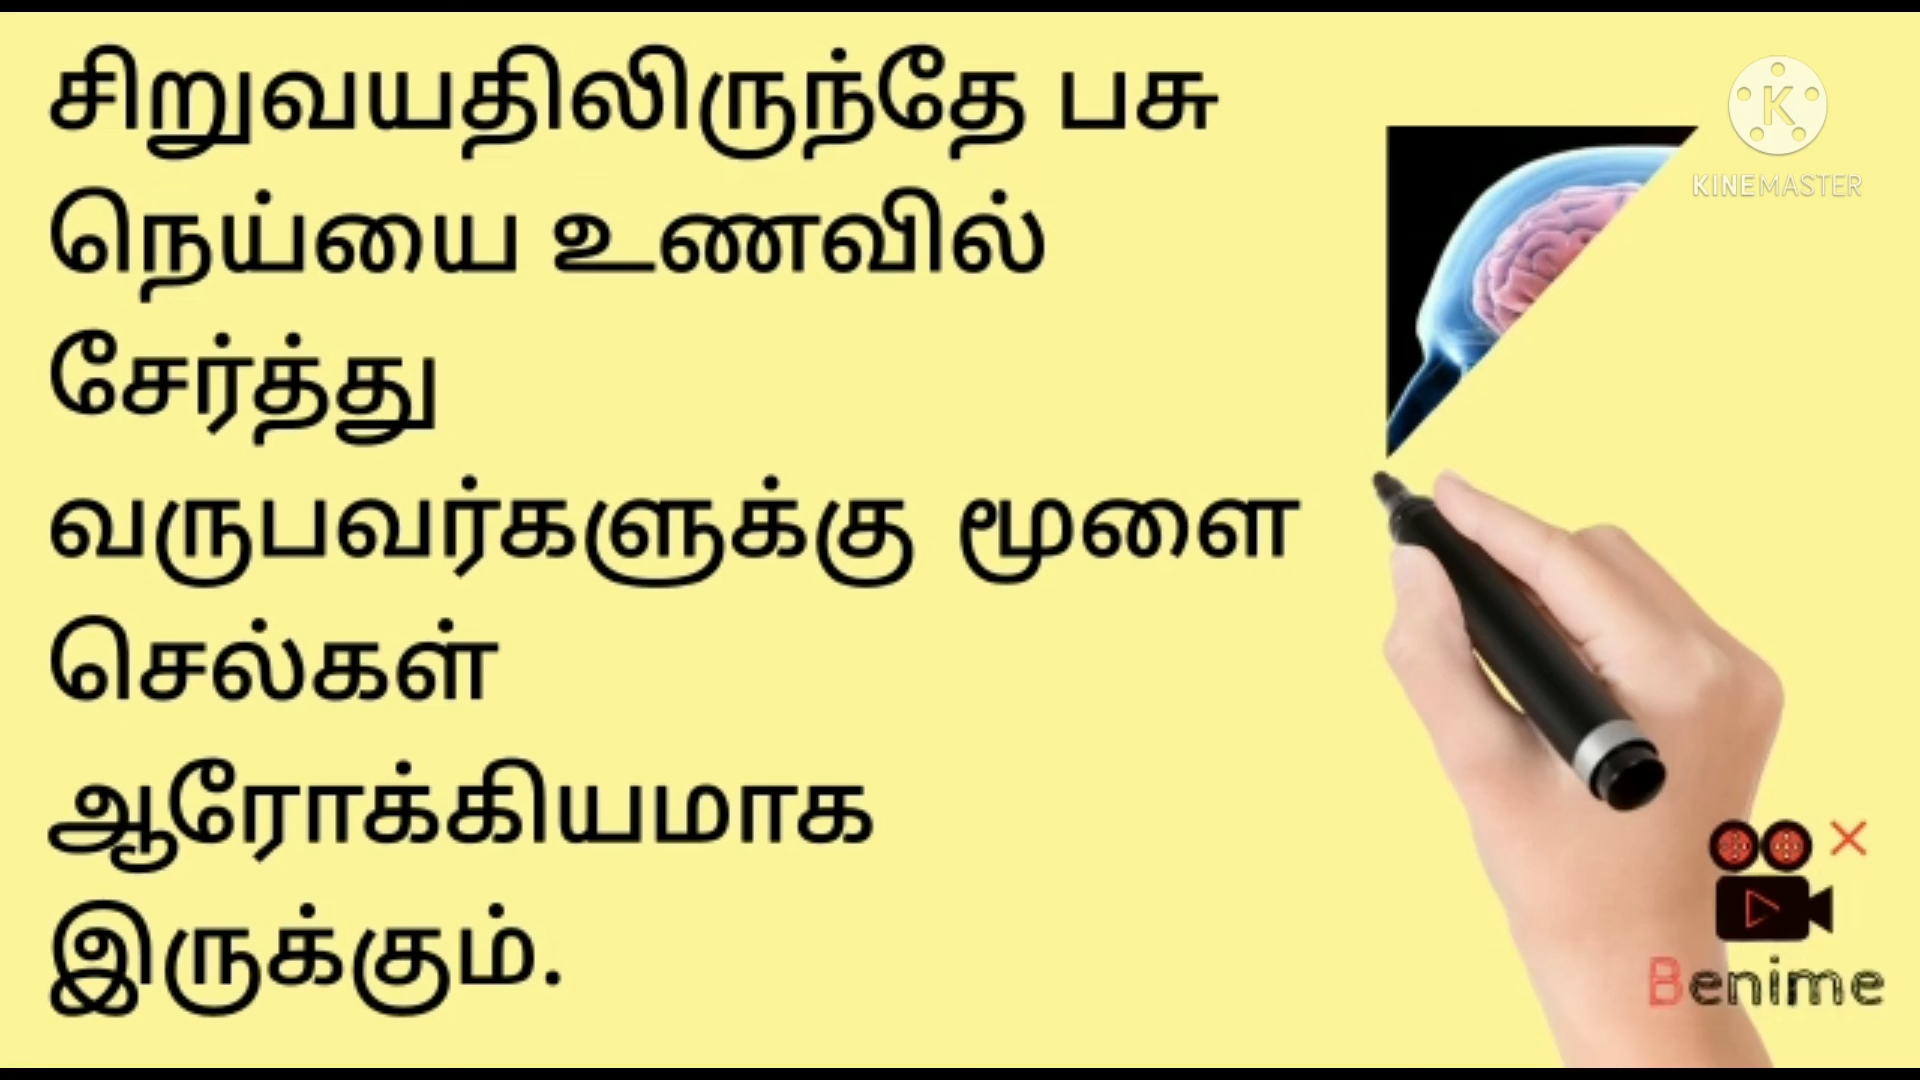 சிறுவயதிலிருந்தே பசு
நெய்யை உணவில்
சேர்த்து
வருபவர்களுக்கு மூளை
செல்கள்
ஆரோக்கியமாக
இருக்கும்.
K
KINEMASTER
Benime